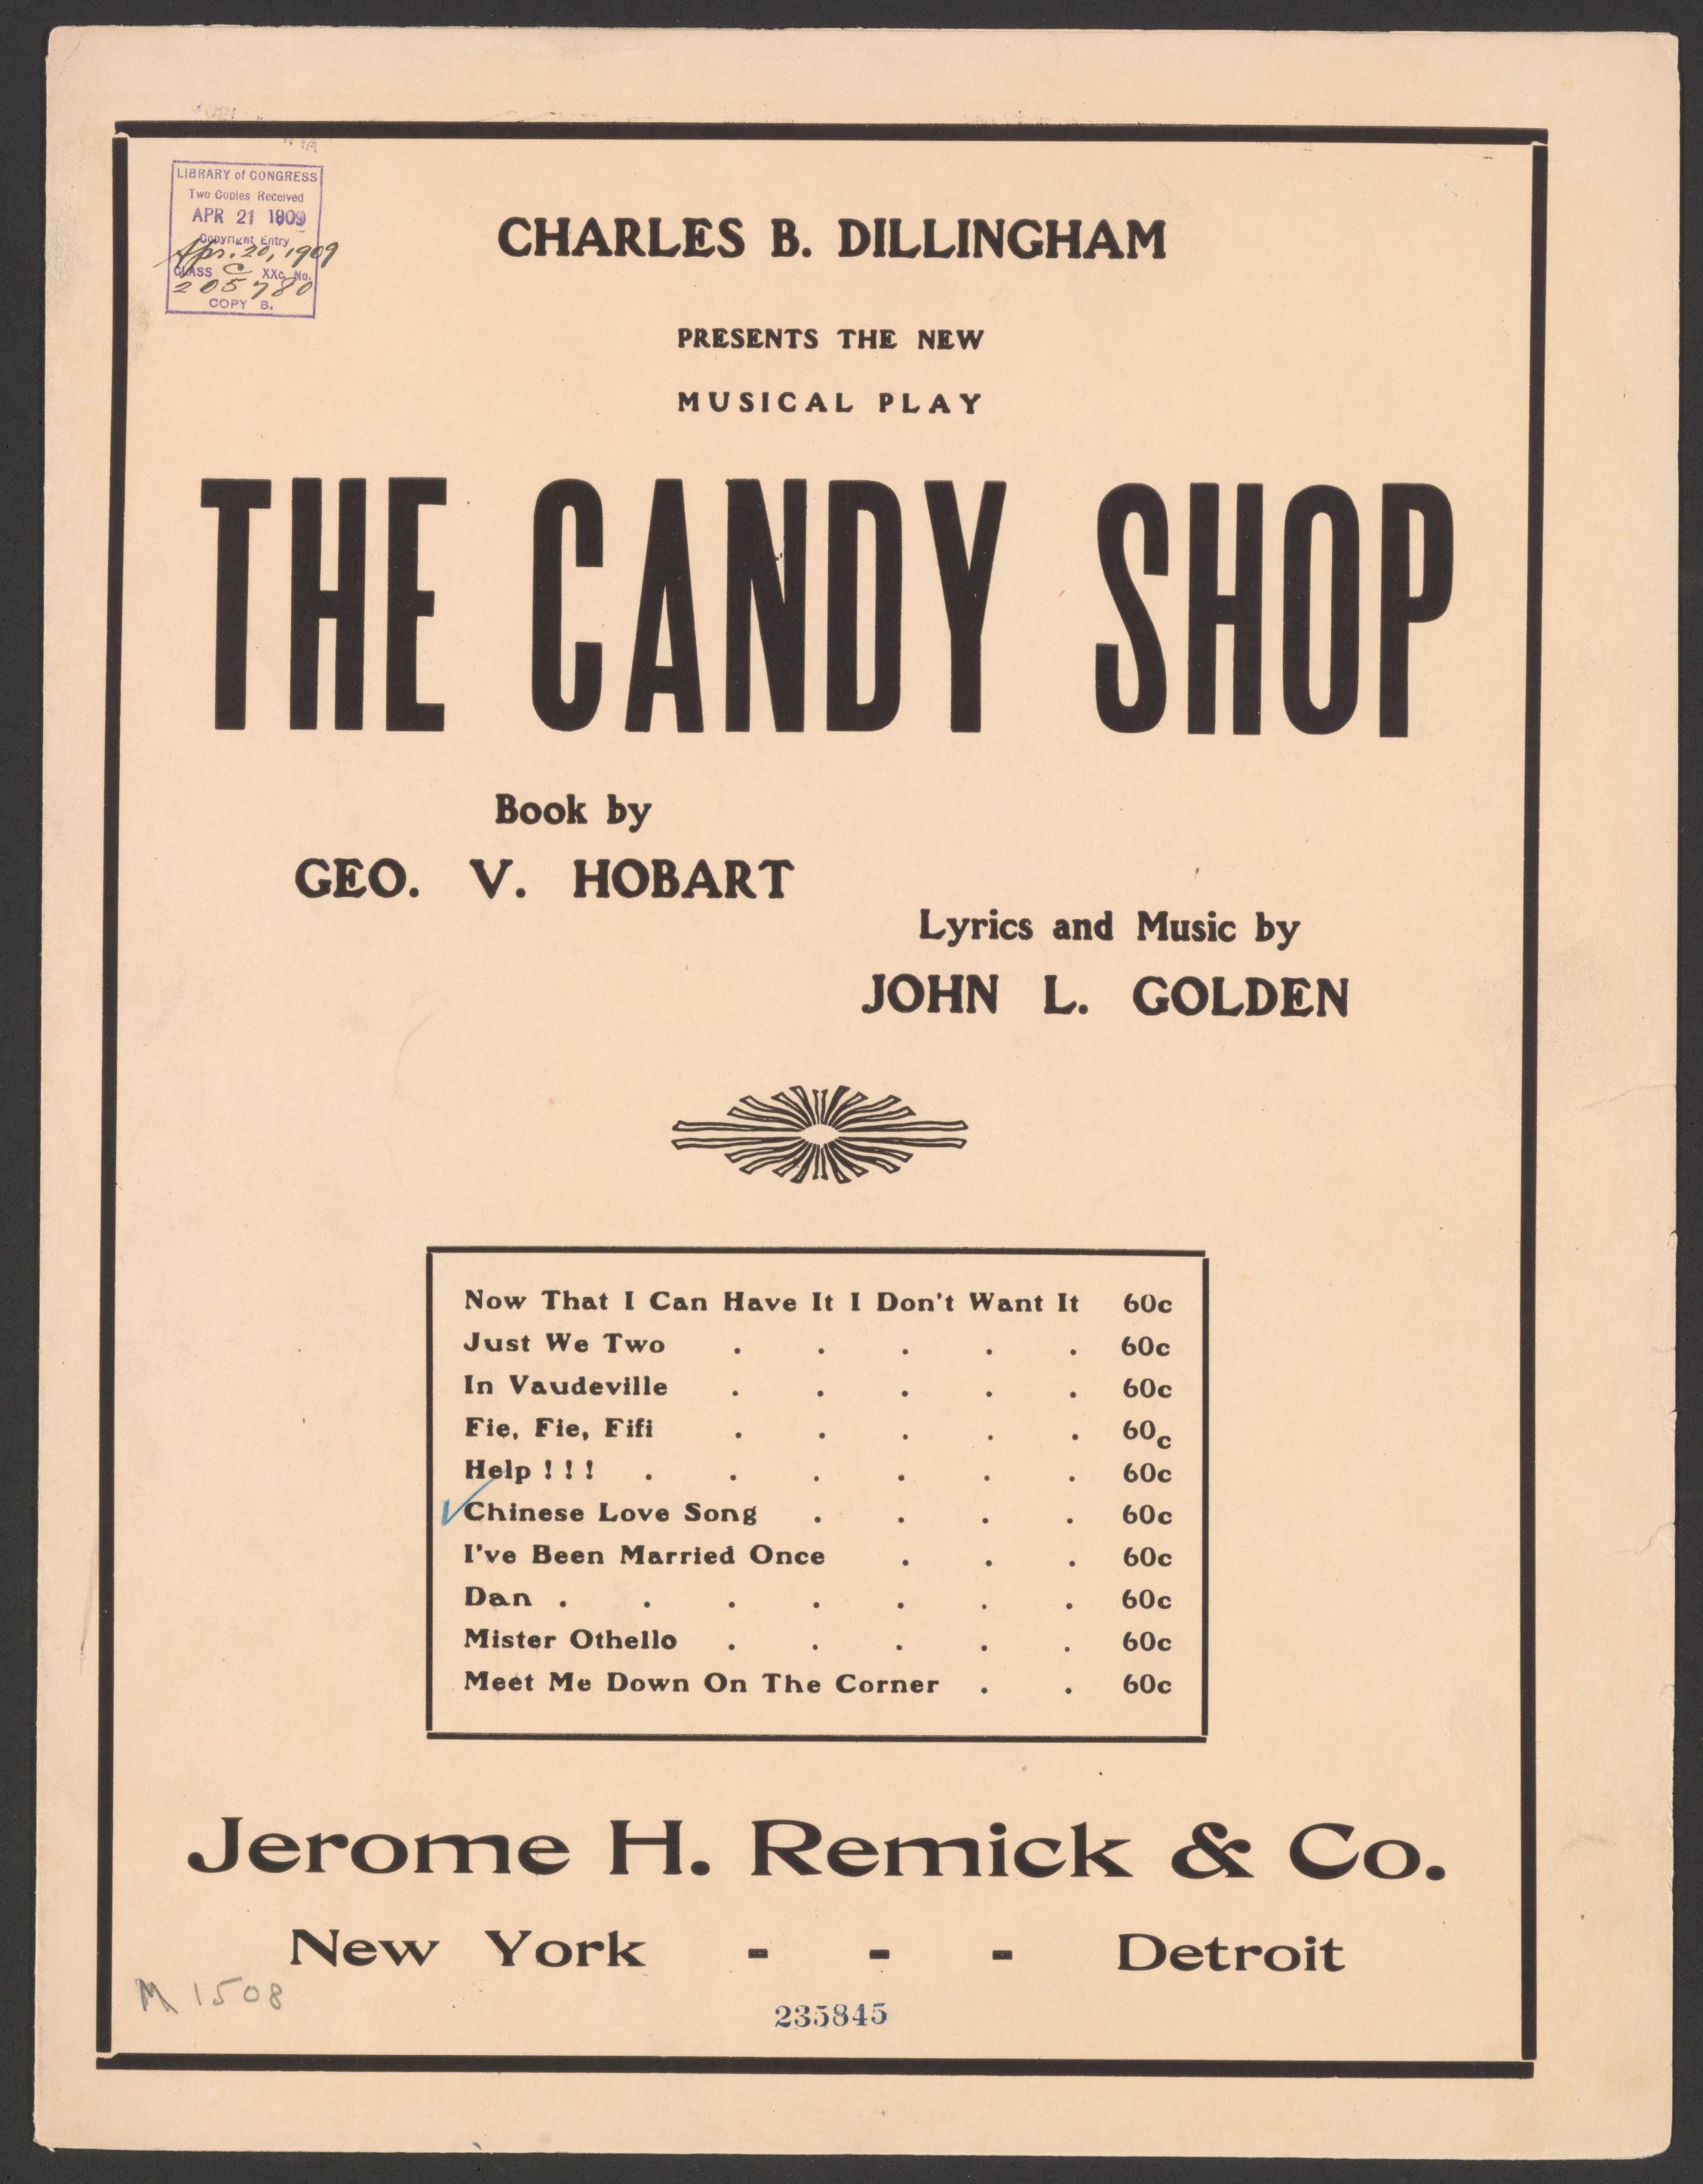 LIBRARY of CONGRESS
Two Copies Received
APR 21 1909
Copyright Entry
Apr. 20, 1909
CLASS C XXc. No.
205780
COPY B.
CHARLES B. DILLINGHAM
PRESENTS THE NEW
MUSICAL PLAY
THE CANDY SHOP
Book by
GEO. V. HOBART
Lyrics and Music by
JOHN L. GOLDEN
Now That I Can Have It I Don't Want It 60c
Just We Two . . . . . 60c
In Vaudeville . . . . . 60c
Fie, Fie, Fifi . . . . . 60c
Help ! ! ! . . . . . . 60c
Chinese Love Song . . . . 60c
I've Been Married Once . . . 60c
Dan . . . . . . . 60c
Mister Othello . . . . . 60c
Meet Me Down On The Corner . . 60c
Jerome H. Remick & Co.
New York - - - Detroit
M 1508
235845